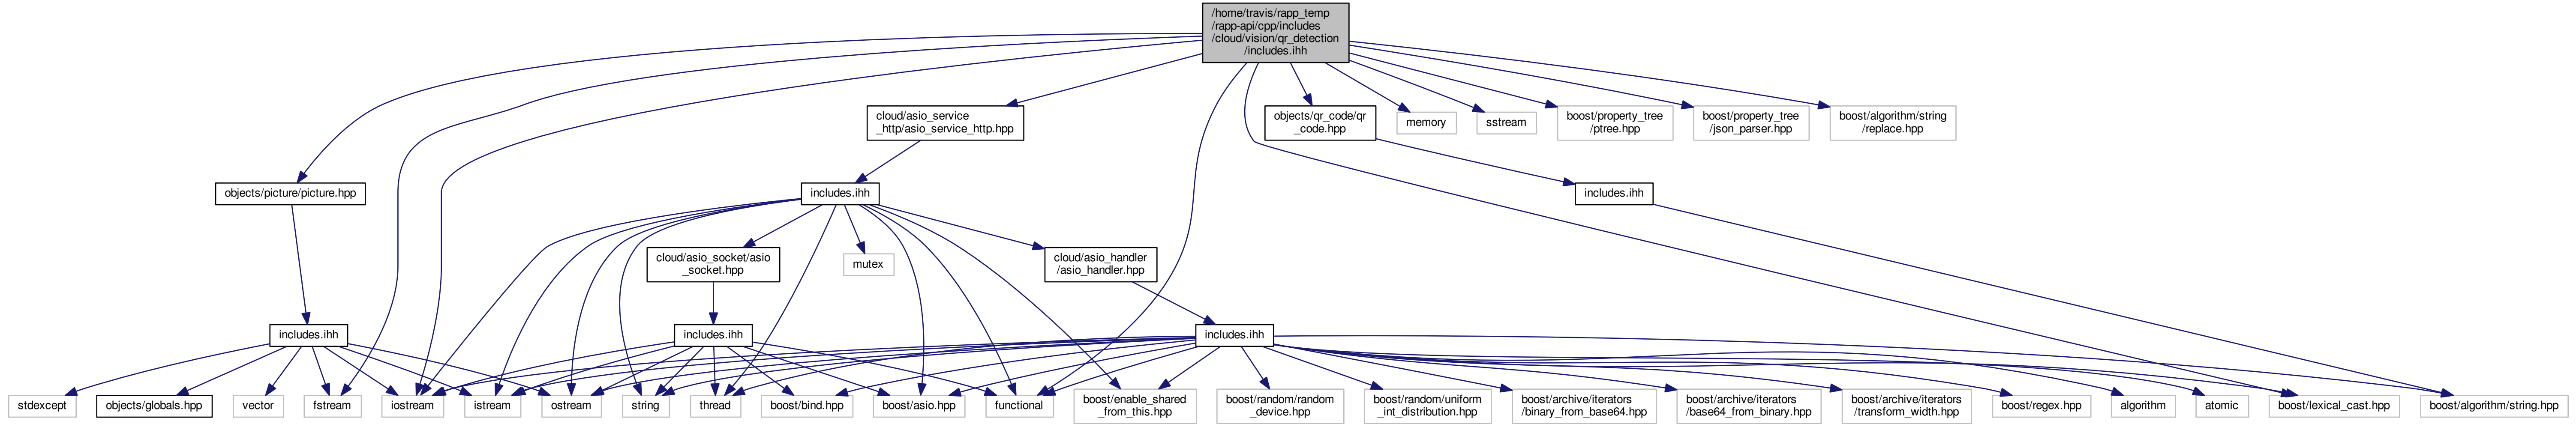 /home/travis/rapp_temp
/rapp-api/cpp/includes
/cloud/vision/qr_detection
/includes.ihh
cloud/asio_service
_http/asio_service_http.hpp
objects/qr_code/qr
_code.hpp
memory
sstream
boost/property_tree
/ptree.hpp
boost/property_tree
/json_parser.hpp
boost/algorithm/string
/replace.hpp
objects/picture/picture.hpp
includes.ihh
includes.ihh
cloud/asio_socket/asio
_socket.hpp
mutex
cloud/asio_handler
/asio_handler.hpp
includes.ihh
includes.ihh
includes.ihh
stdexcept
objects/globals.hpp
vector
fstream
iostream
istream
ostream
string
thread
boost/bind.hpp
boost/asio.hpp
functional
boost/enable_shared
_from_this.hpp
boost/random/random
_device.hpp
boost/random/uniform
_int_distribution.hpp
boost/archive/iterators
/binary_from_base64.hpp
boost/archive/iterators
/base64_from_binary.hpp
boost/archive/iterators
/transform_width.hpp
boost/regex.hpp
algorithm
atomic
boost/lexical_cast.hpp
boost/algorithm/string.hpp